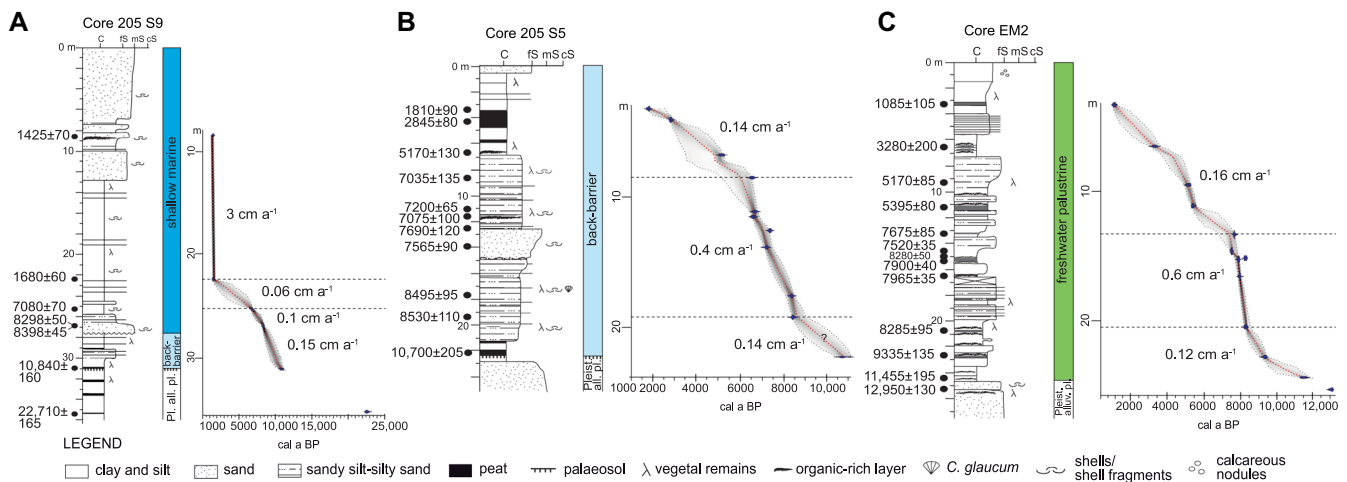 A
Core 205 S9
C fS mS cS
0 m
1425±70
10
20
1680±60
7080±70
8298±50
8398±45
30
10,840±
160
22,710±
165
shallow marine
back-
barrier
Pl. all. pl.
m
10
20
30
3 cm a⁻¹
0.06 cm a⁻¹
0.1 cm a⁻¹
0.15 cm a⁻¹
1000 5000 10,000 15,000 25,000
cal a BP
B
Core 205 S5
C fS mS cS
0 m
1810±90
2845±80
5170±130
7035±135
10
7200±65
7075±100
7690±120
7565±90
8495±95
8530±110
20
10,700±205
back-barrier
Pleist.
all. pl.
m
10
20
0.14 cm a⁻¹
0.4 cm a⁻¹
0.14 cm a⁻¹
?
1000 2000 4000 6000 8000 10,000
cal a BP
C
Core EM2
C fS mS cS
0 m
1085±105
3280±200
5170±85
10
5395±80
7675±85
7520±35
8280±50
7900±40
7965±35
20
8285±95
9335±135
11,455±195
12,950±130
freshwater palustrine
Pleist.
alluv. pl.
m
10
20
0.16 cm a⁻¹
0.6 cm a⁻¹
0.12 cm a⁻¹
2000 4000 6000 8000 10,000 12,000
cal a BP
LEGEND
clay and silt sand sandy silt-silty sand peat palaeosol vegetal remains organic-rich layer C. glaucum shells/
shell fragments calcareous
nodules